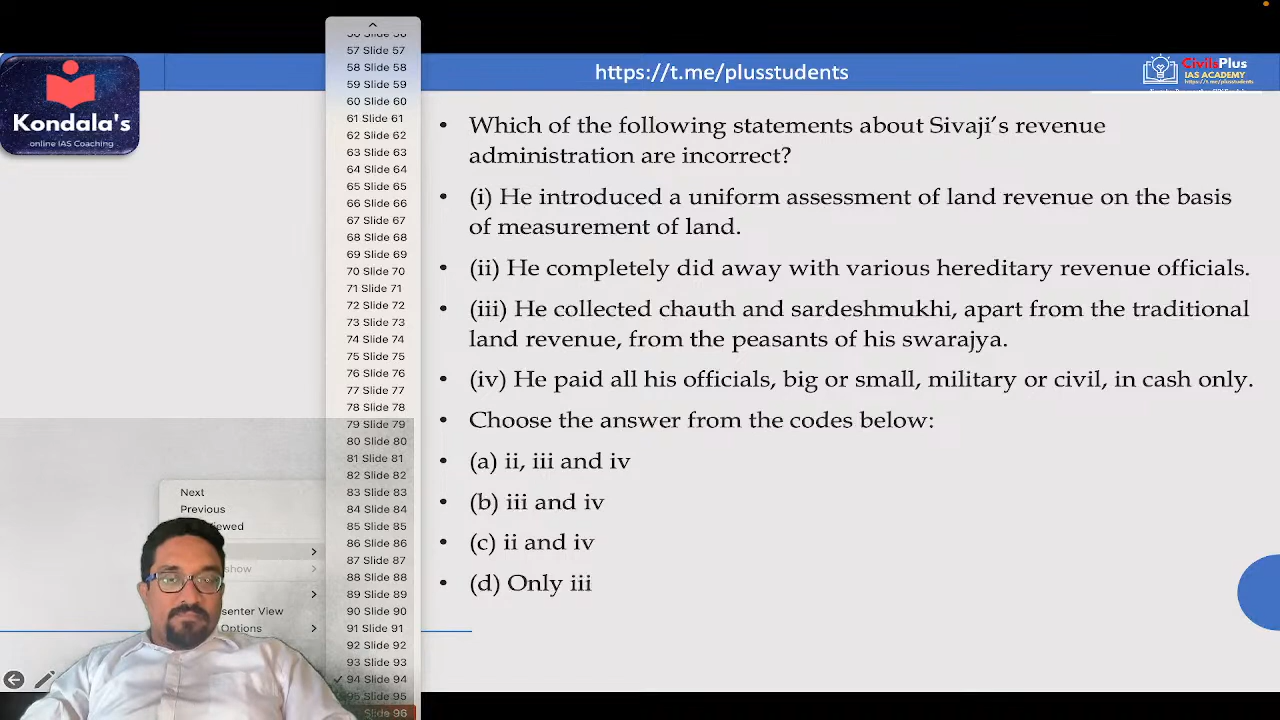 https://t.me/plusstudents
CivilsPlus
IAS ACADEMY
https://t.me/plusstudents
Kondala's
online IAS Coaching
57 Slide 57
58 Slide 58
59 Slide 59
60 Slide 60
61 Slide 61
62 Slide 62
63 Slide 63
64 Slide 64
65 Slide 65
66 Slide 66
67 Slide 67
68 Slide 68
69 Slide 69
70 Slide 70
71 Slide 71
72 Slide 72
73 Slide 73
74 Slide 74
75 Slide 75
76 Slide 76
77 Slide 77
78 Slide 78
79 Slide 79
80 Slide 80
81 Slide 81
82 Slide 82
83 Slide 83
84 Slide 84
85 Slide 85
86 Slide 86
87 Slide 87
88 Slide 88
89 Slide 89
90 Slide 90
91 Slide 91
92 Slide 92
93 Slide 93
✓ 94 Slide 94
95 Slide 95
Slide 96
Next
Previous
Options
• Which of the following statements about Sivaji's revenue
administration are incorrect?
• (i) He introduced a uniform assessment of land revenue on the basis
of measurement of land.
• (ii) He completely did away with various hereditary revenue officials.
• (iii) He collected chauth and sardeshmukhi, apart from the traditional
land revenue, from the peasants of his swarajya.
• (iv) He paid all his officials, big or small, military or civil, in cash only.
• Choose the answer from the codes below:
• (a) ii, iii and iv
• (b) iii and iv
• (c) ii and iv
• (d) Only iii